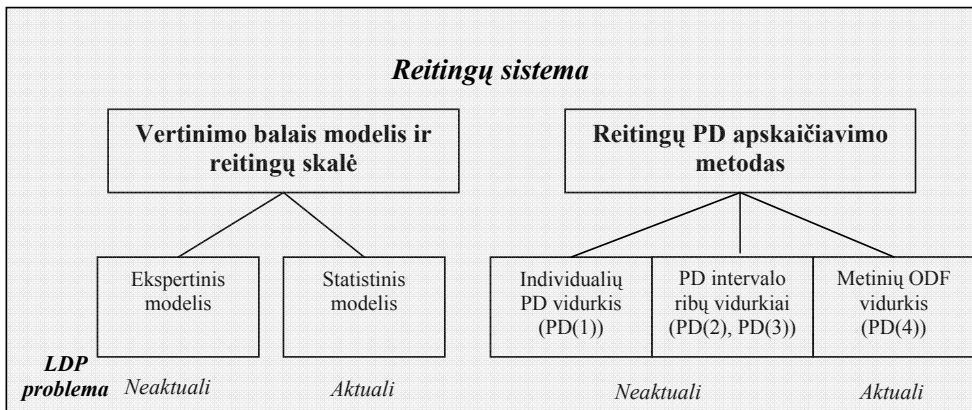 Reitingų sistema
Vertinimo balais modelis ir
reitingų skalė
Reitingų PD apskaičiavimo
metodas
Ekspertinis
modelis
Statistinis
modelis
Individualių
PD vidurkis
(PD(1))
PD intervalo
ribų vidurkiai
(PD(2), PD(3))
Metinių ODF
vidurkis
(PD(4))
LDP
problema
Neaktuali
Aktuali
Neaktuali
Aktuali